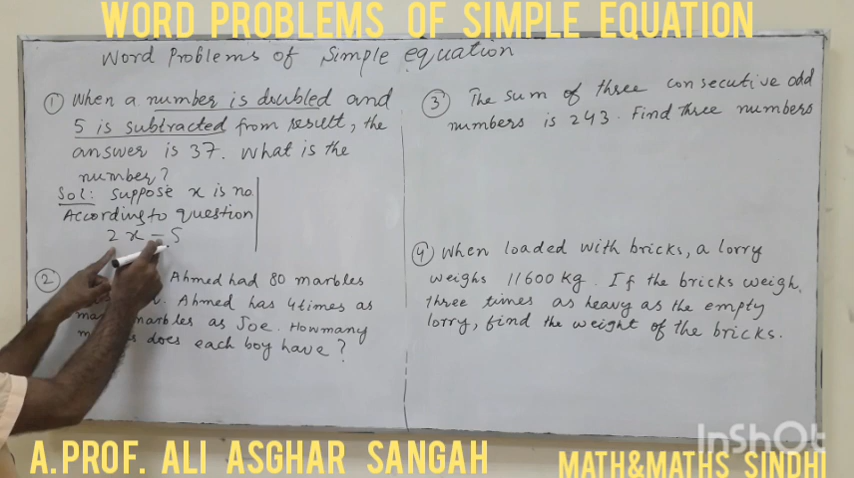 WORD PROBLEMS OF SIMPLE EQUATION
Word Problems of Simple equation
① When a number is doubled and
5 is subtracted from result, the
answer is 37. What is the
number?
Sol: Suppose x is no.
According to question
2x - 5
② Ahmed had 80 marbles
Ahmed has 4 times as
marbles as Joe. How many
does each boy have?
③ The sum of three consecutive odd
numbers is 243. Find three numbers
④ When loaded with bricks, a lorry
weighs 11600 kg. If the bricks weigh
three times as heavy as the empty
lorry, find the weight of the bricks.
InShOt
A.PROF. ALI ASGHAR SANGAH
MATH&MATHS SINDHI